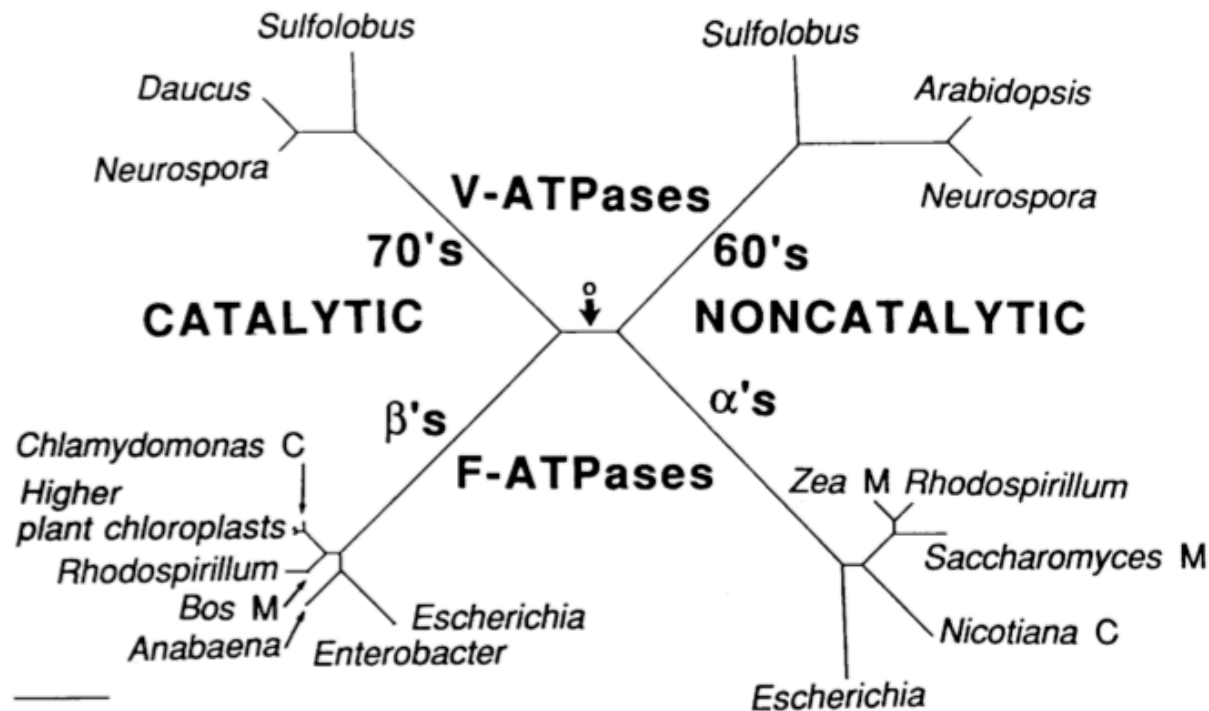 Sulfolobus
Sulfolobus
Daucus
Arabidopsis
Neurospora
Neurospora
V-ATPases
70's
60's
o
CATALYTIC
NONCATALYTIC
β's
α's
F-ATPases
Chlamydomonas C
Higher
plant chloroplasts
Rhodospirillum
Bos M
Anabaena
Escherichia
Enterobacter
Zea M
Rhodospirillum
Saccharomyces M
Nicotiana C
Escherichia